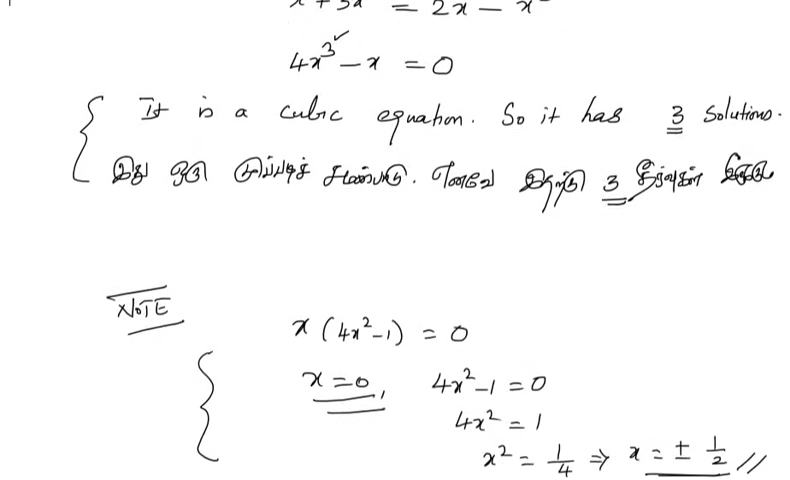 = 2x – x
4x³ – x = 0
It is a cubic equation. So it has 3 solutions.
இது ஒரு முப்படிச் சமன்பாடு. எனவே இதற்கு 3 தீர்வுகள்
NOTE
x (4x² – 1) = 0
x = 0, 4x² – 1 = 0
4x² = 1
x² = 1/4 ⇒ x = ± 1/2 //